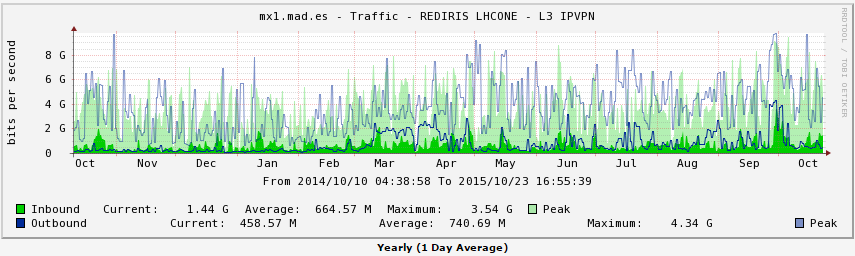 mx1.mad.es - Traffic - REDIRIS LHCONE - L3 IPVPN
RRDTOOL / TOBI OETIKER
bits per second
8 G
6 G
4 G
2 G
0
Oct Nov Dec Jan Feb Mar Apr May Jun Jul Aug Sep Oct
From 2014/10/10 04:38:58 To 2015/10/23 16:55:39
Inbound Current: 1.44 G Average: 664.57 M Maximum: 3.54 G Peak
Outbound Current: 458.57 M Average: 740.69 M Maximum: 4.34 G Peak
Yearly (1 Day Average)